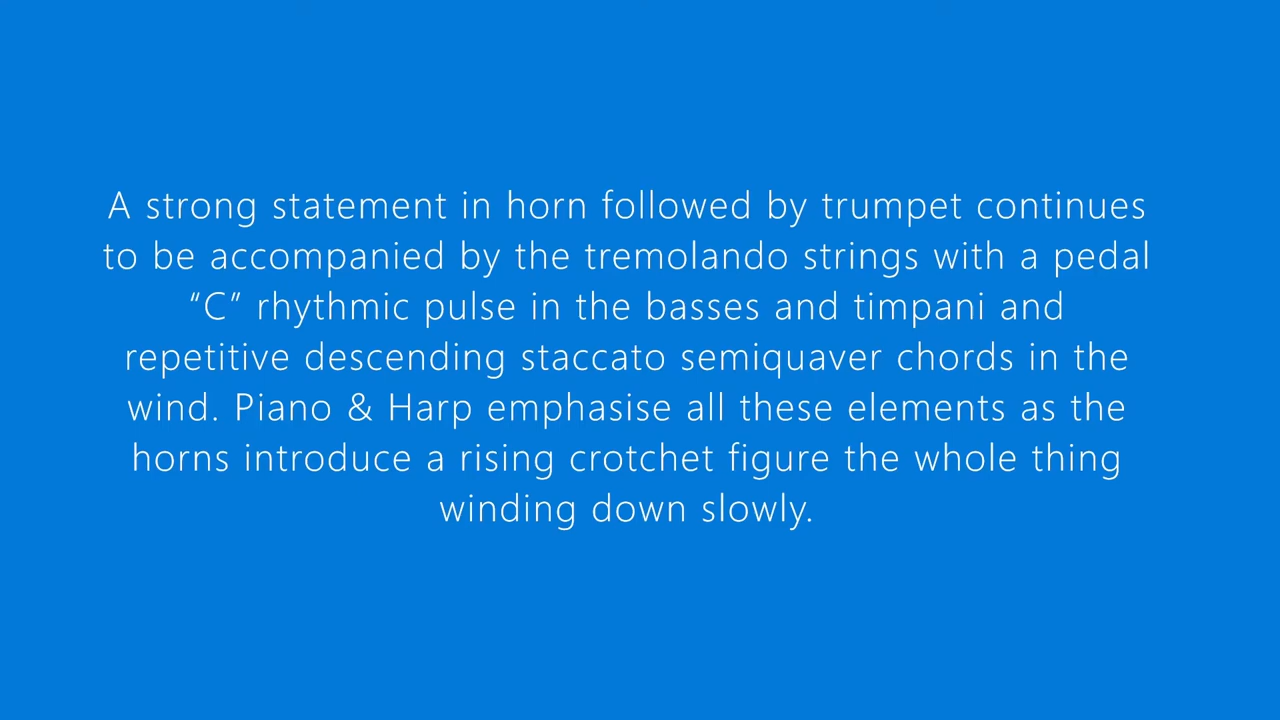 A strong statement in horn followed by trumpet continues
to be accompanied by the tremolando strings with a pedal
“C” rhythmic pulse in the basses and timpani and
repetitive descending staccato semiquaver chords in the
wind. Piano & Harp emphasise all these elements as the
horns introduce a rising crotchet figure the whole thing
winding down slowly.